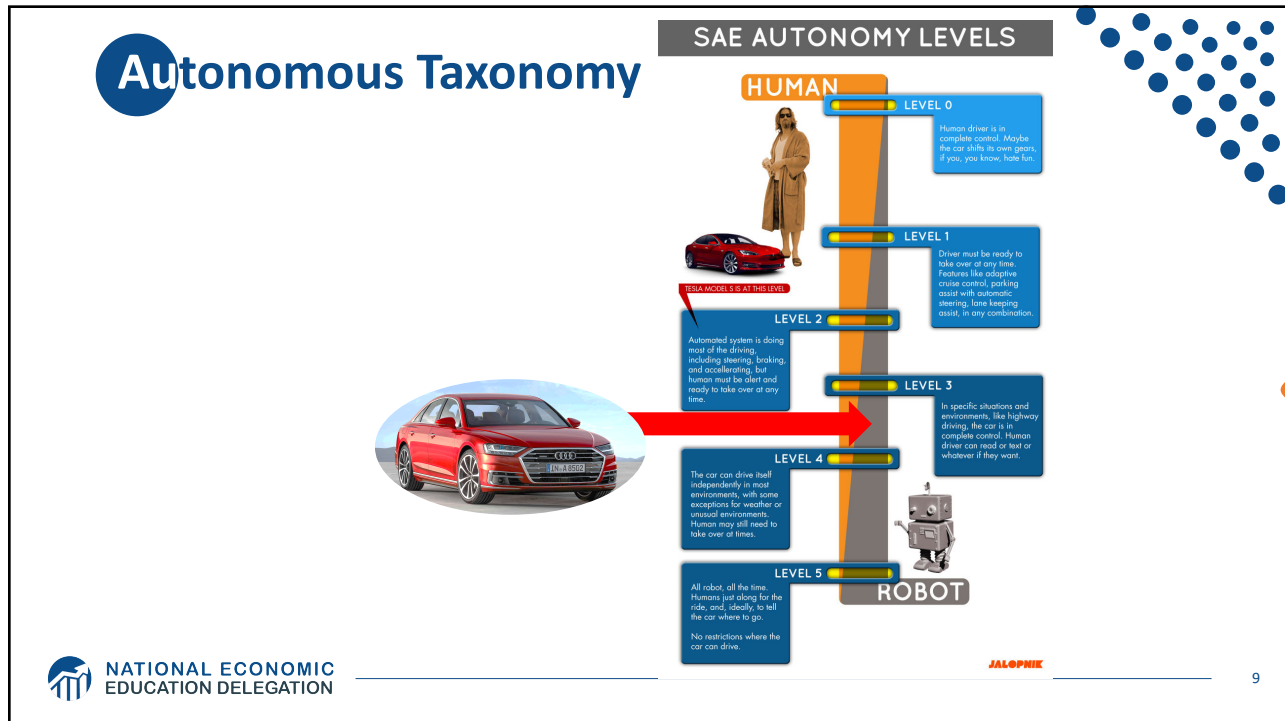 Autonomous Taxonomy
SAE AUTONOMY LEVELS
HUMAN
LEVEL 0
Human driver is in
complete control. Maybe
the car shifts its own gears,
if you, you know, hate fun.
LEVEL 1
Driver must be ready to
take over at any time.
Features like adaptive
cruise control, parking
assist with automatic
steering, lane keeping
assist, in any combination.
TESLA MODEL S IS AT THIS LEVEL
LEVEL 2
Automated system is doing
most of the driving,
including steering, braking,
and accellerating, but
human must be alert and
ready to take over at any
time.
LEVEL 3
In specific situations and
environments, like highway
driving, the car is in
complete control. Human
driver can read or text or
whatever if they want.
IN·A 8502
LEVEL 4
The car can drive itself
independently in most
environments, with some
exceptions for weather or
unusual environments.
Human may still need to
take over at times.
LEVEL 5
All robot, all the time.
Humans just along for the
ride, and, ideally, to tell
the car where to go.
No restrictions where the
car can drive.
ROBOT
JALOPNIK
NATIONAL ECONOMIC
EDUCATION DELEGATION
9